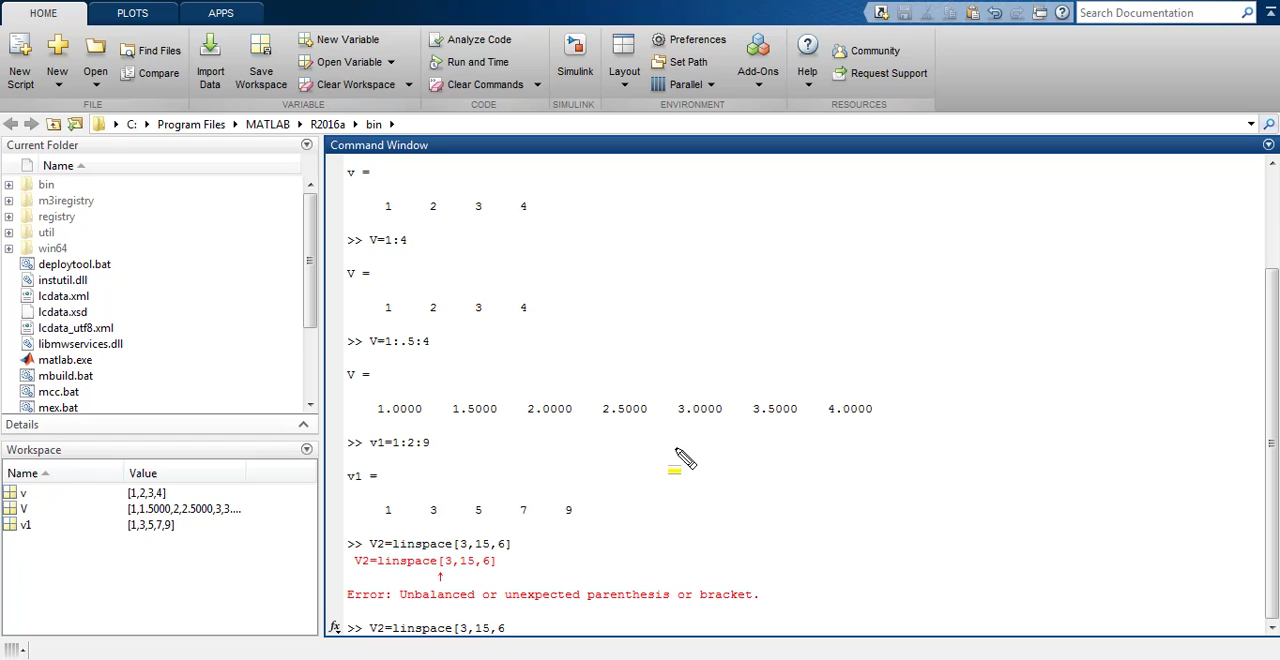 HOME
PLOTS
APPS
Search Documentation
New Script
New
Open
Find Files
Compare
Import Data
Save Workspace
New Variable
Open Variable
Clear Workspace
Analyze Code
Run and Time
Clear Commands
Simulink
Layout
Preferences
Set Path
Parallel
Add-Ons
Help
Community
Request Support
FILE
VARIABLE
CODE
SIMULINK
ENVIRONMENT
RESOURCES
C: Program Files MATLAB R2016a bin
Current Folder
Name
bin
m3iregistry
registry
util
win64
deploytool.bat
instutil.dll
lcdata.xml
lcdata.xsd
lcdata_utf8.xml
libmwservices.dll
matlab.exe
mbuild.bat
mcc.bat
mex.bat
Details
Workspace
Name Value
v [1,2,3,4]
V [1,1.5000,2,2.5000,3,3....
v1 [1,3,5,7,9]
Command Window
v =
1 2 3 4
>> V=1:4
V =
1 2 3 4
>> V=1:.5:4
V =
1.0000 1.5000 2.0000 2.5000 3.0000 3.5000 4.0000
>> v1=1:2:9
v1 =
1 3 5 7 9
>> V2=linspace[3,15,6]
V2=linspace[3,15,6]
↑
Error: Unbalanced or unexpected parenthesis or bracket.
fx >> V2=linspace[3,15,6